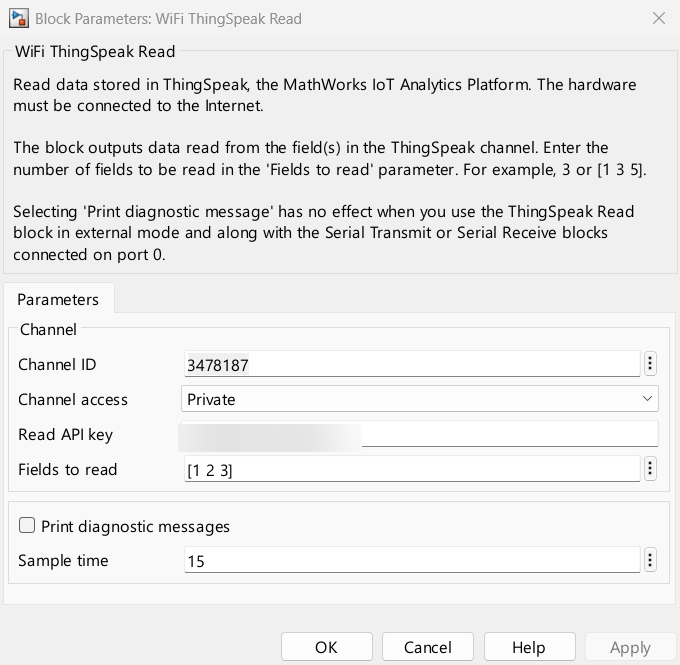 Block Parameters: WiFi ThingSpeak Read
WiFi ThingSpeak Read
Read data stored in ThingSpeak, the MathWorks IoT Analytics Platform. The hardware
must be connected to the Internet.
The block outputs data read from the field(s) in the ThingSpeak channel. Enter the
number of fields to be read in the 'Fields to read' parameter. For example, 3 or [1 3 5].
Selecting 'Print diagnostic message' has no effect when you use the ThingSpeak Read
block in external mode and along with the Serial Transmit or Serial Receive blocks
connected on port 0.
Parameters
Channel
Channel ID 3478187
Channel access Private
Read API key
Fields to read [1 2 3]
Print diagnostic messages
Sample time 15
OK Cancel Help Apply